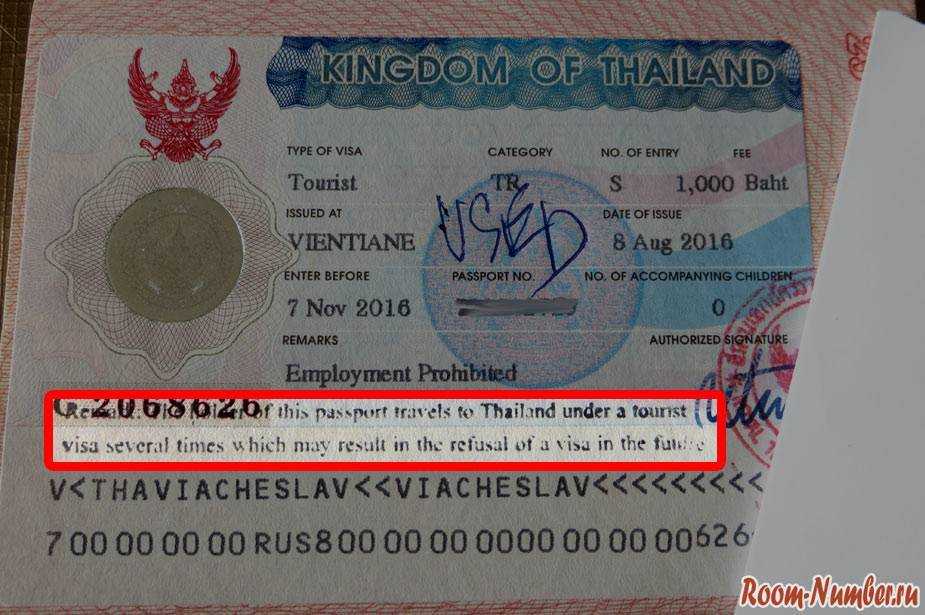 KINGDOM OF THAILAND
TYPE OF VISA CATEGORY NO. OF ENTRY FEE
Tourist TR S 1,000 Baht
USED
ISSUED AT DATE OF ISSUE
VIENTIANE 8 Aug 2016
ENTER BEFORE PASSPORT NO. NO. OF ACCOMPANYING CHILDREN
7 Nov 2016 0
REMARKS AUTHORIZED SIGNATURE
Employment Prohibited
2068626
of this passport travels to Thailand under a tourist
visa several times which may result in the refusal of a visa in the future
V<THAVIACHESLAV<<VIACHESLAV<<<<<<<<<
700000000RUS800000000000000000626
Room-Number.ru